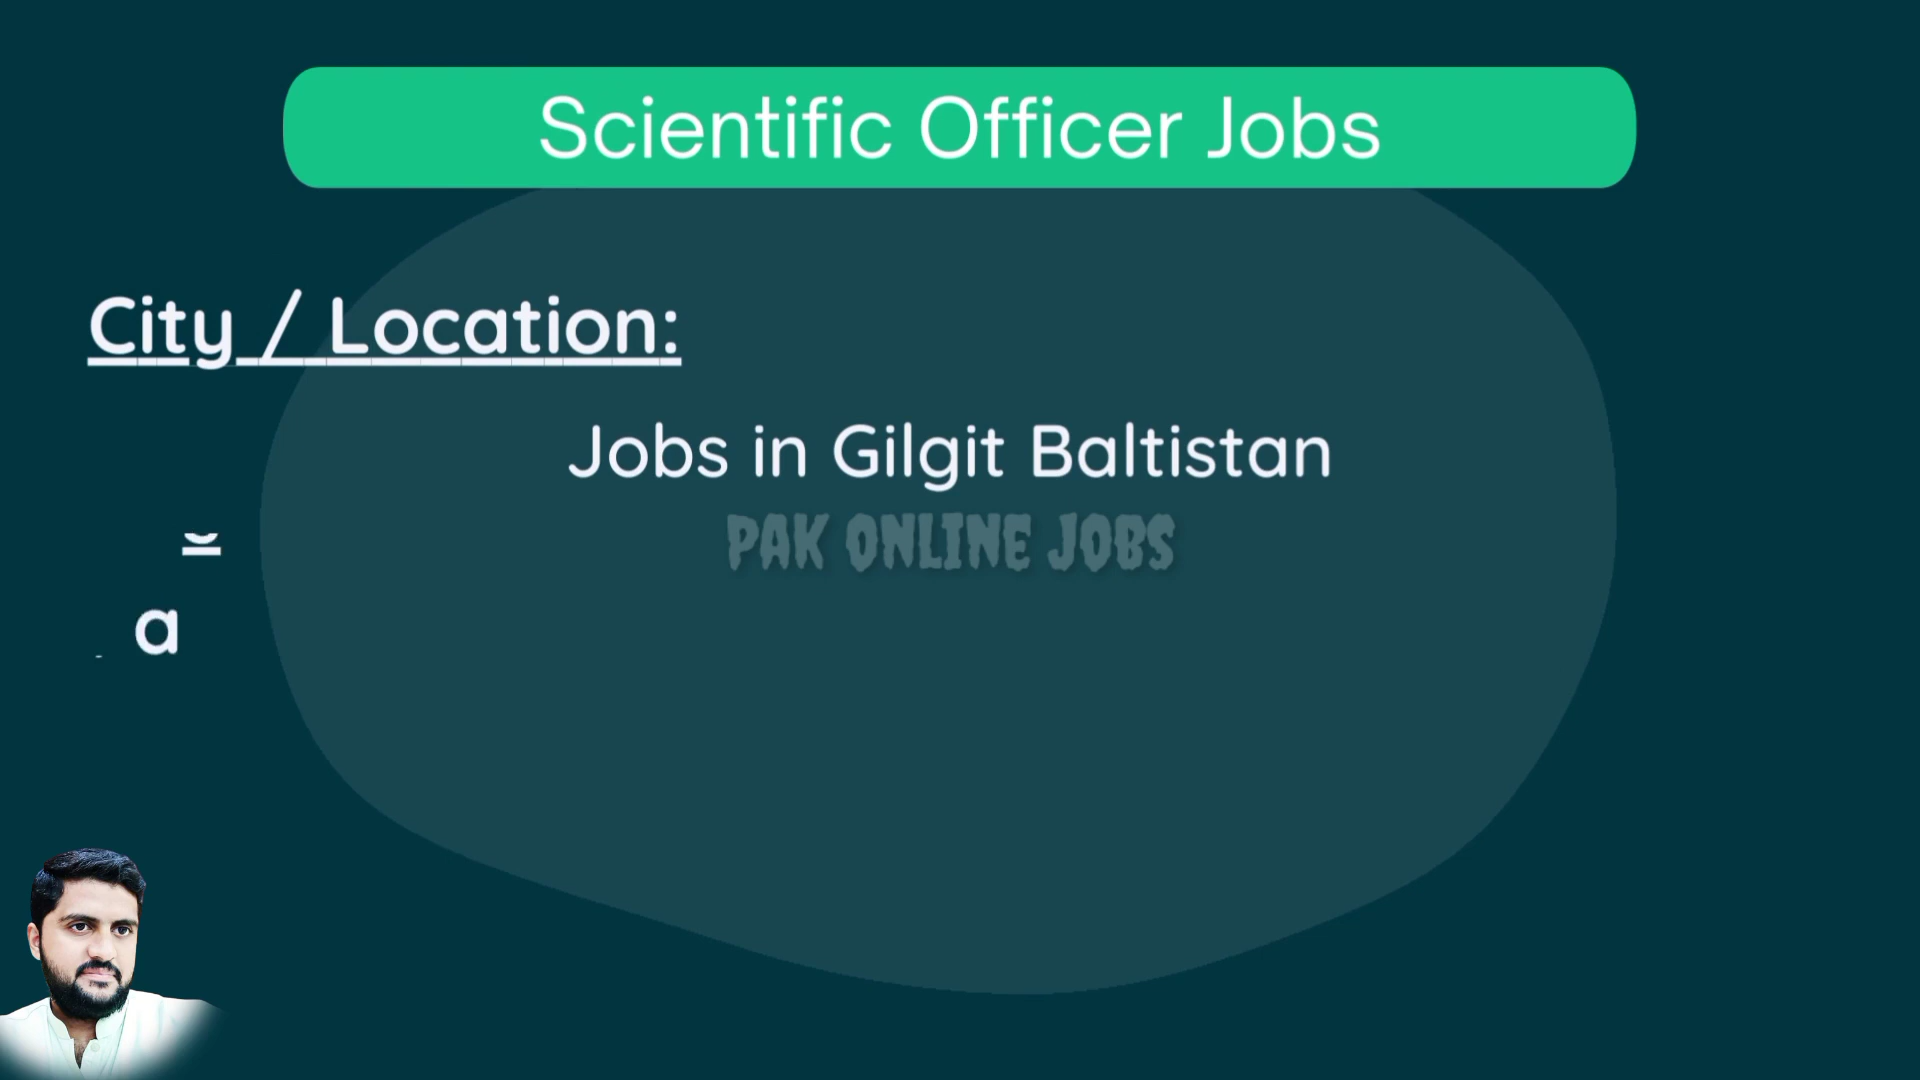 Scientific Officer Jobs
City / Location:
Jobs in Gilgit Baltistan
PAK ONLINE JOBS
a